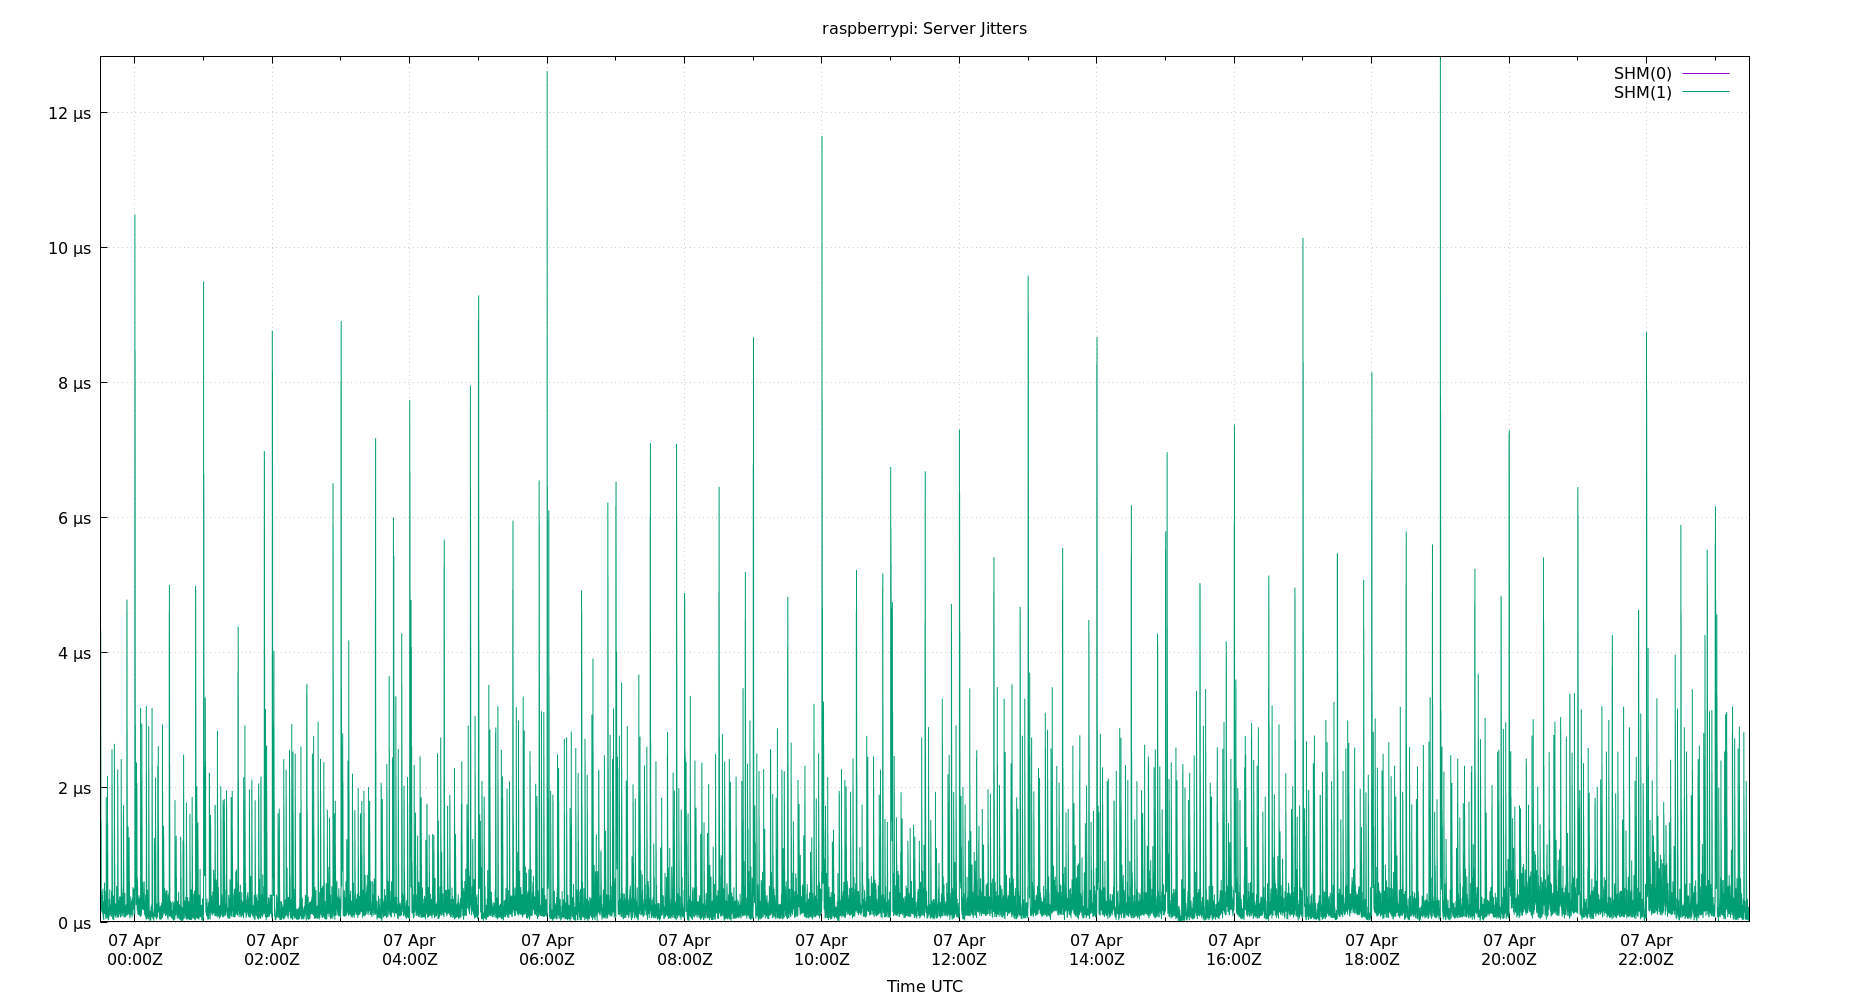 raspberrypi: Server Jitters
SHM(0)
SHM(1)
12 µs
10 µs
8 µs
6 µs
4 µs
2 µs
0 µs
07 Apr 07 Apr 07 Apr 07 Apr 07 Apr 07 Apr 07 Apr 07 Apr 07 Apr 07 Apr 07 Apr 07 Apr
00:00Z 02:00Z 04:00Z 06:00Z 08:00Z 10:00Z 12:00Z 14:00Z 16:00Z 18:00Z 20:00Z 22:00Z
Time UTC